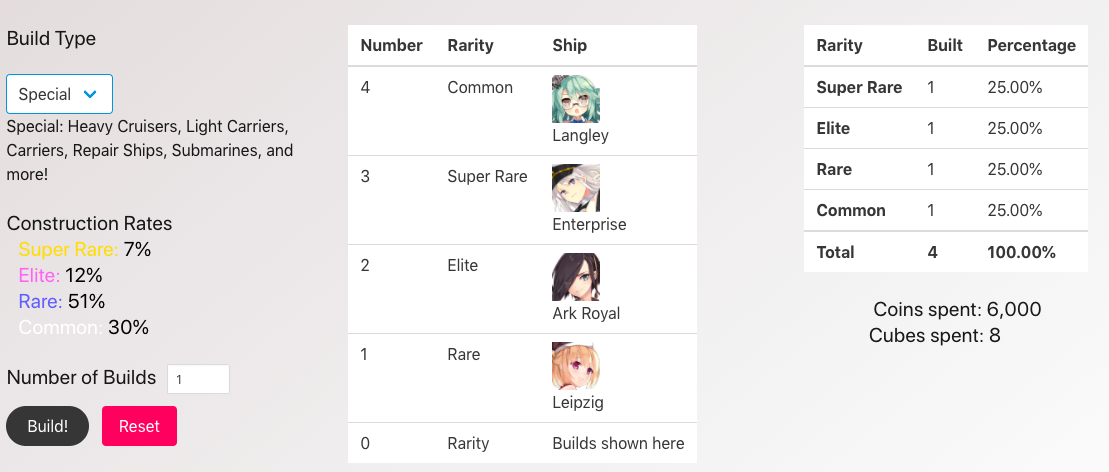 Build Type
Special
Special: Heavy Cruisers, Light Carriers,
Carriers, Repair Ships, Submarines, and
more!
Construction Rates
Super Rare: 7%
Elite: 12%
Rare: 51%
Common: 30%
Number of Builds 1
Build! Reset
Number Rarity Ship
4 Common Langley
3 Super Rare Enterprise
2 Elite Ark Royal
1 Rare Leipzig
0 Rarity Builds shown here
Rarity Built Percentage
Super Rare 1 25.00%
Elite 1 25.00%
Rare 1 25.00%
Common 1 25.00%
Total 4 100.00%
Coins spent: 6,000
Cubes spent: 8